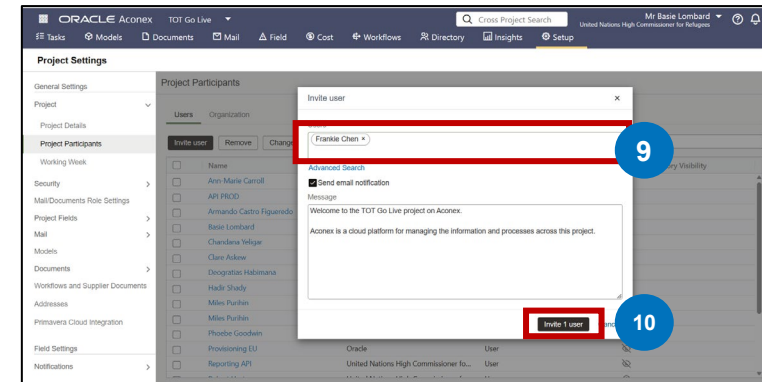 ORACLE Aconex TOT Go Live Cross Project Search Mr Basie Lombard
United Nations High Commissioner for Refugees
Tasks Models Documents Mail Field Cost Workflows Directory Insights Setup
Project Settings
General Settings
Project
Project Details
Project Participants
Working Week
Security
Mail/Documents Role Settings
Project Fields
Mail
Models
Documents
Workflows and Supplier Documents
Addresses
Primavera Cloud Integration
Field Settings
Notifications
Project Participants
Users Organization
Invite user Remove Change
Name Visibility
Ann-Marie Carroll
API PROD
Armando Castro Figueredo
Basie Lombard
Chandana Yeligar
Clare Askew
Deogratias Habimana
Hadir Shady
Miles Purihin
Miles Purihin
Phoebe Goodwin
Provisioning EU Oracle User
Reporting API United Nations High Commissioner fo... User
Invite user ×
Frankie Chen ×
9
Advanced Search
Send email notification
Message
Welcome to the TOT Go Live project on Aconex.
Aconex is a cloud platform for managing the information and processes across this project.
Invite 1 user
10